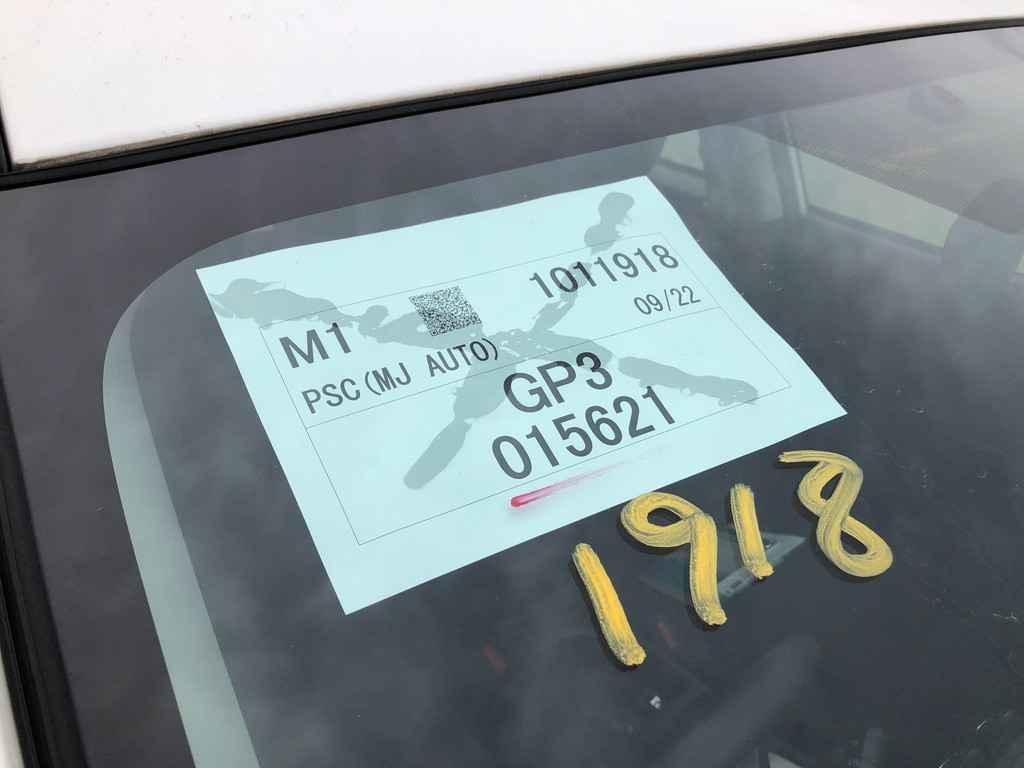 M1 1011918
PSC(MJ AUTO) 09/22
GP3
015621
1918